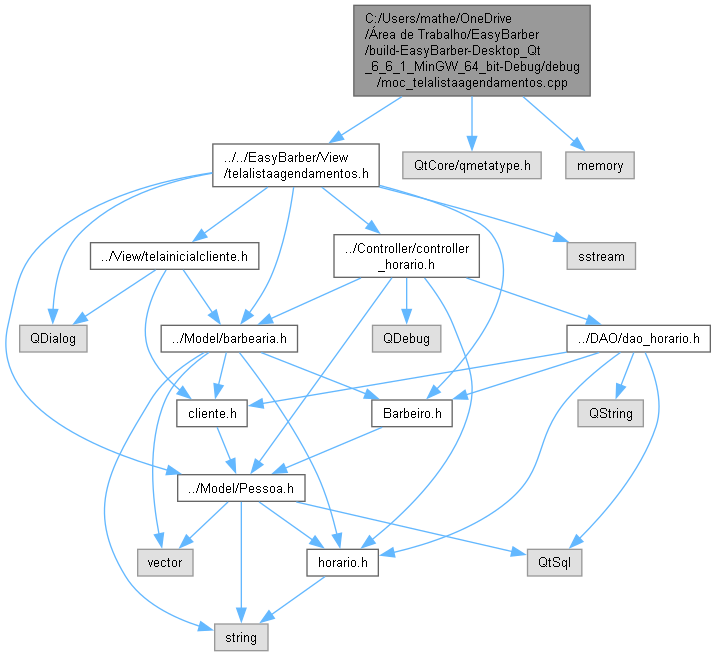 C:/Users/mathe/OneDrive
/Área de Trabalho/EasyBarber
/build-EasyBarber-Desktop_Qt
_6_6_1_MinGW_64_bit-Debug/debug
/moc_telalistaagendamentos.cpp
../../EasyBarber/View
/telalistaagendamentos.h
QtCore/qmetatype.h
memory
../View/telainicialcliente.h
../Controller/controller
_horario.h
sstream
QDialog
../Model/barbearia.h
QDebug
../DAO/dao_horario.h
cliente.h
Barbeiro.h
QString
../Model/Pessoa.h
vector
horario.h
QtSql
string